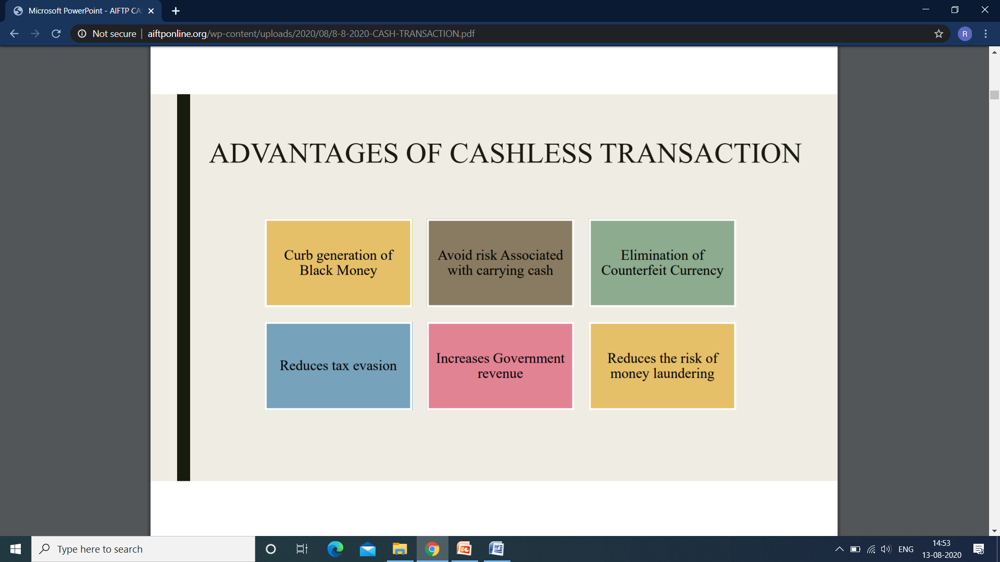 Microsoft PowerPoint - AIFTP CA
Not secure | aiftponline.org/wp-content/uploads/2020/08/8-8-2020-CASH-TRANSACTION.pdf
R
ADVANTAGES OF CASHLESS TRANSACTION
Curb generation of
Black Money
Avoid risk Associated
with carrying cash
Elimination of
Counterfeit Currency
Reduces tax evasion
Increases Government
revenue
Reduces the risk of
money laundering
Type here to search
ENG
14:53
13-08-2020